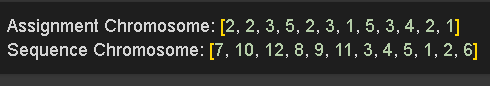 Assignment Chromosome: [2, 2, 3, 5, 2, 3, 1, 5, 3, 4, 2, 1]
Sequence Chromosome: [7, 10, 12, 8, 9, 11, 3, 4, 5, 1, 2, 6]